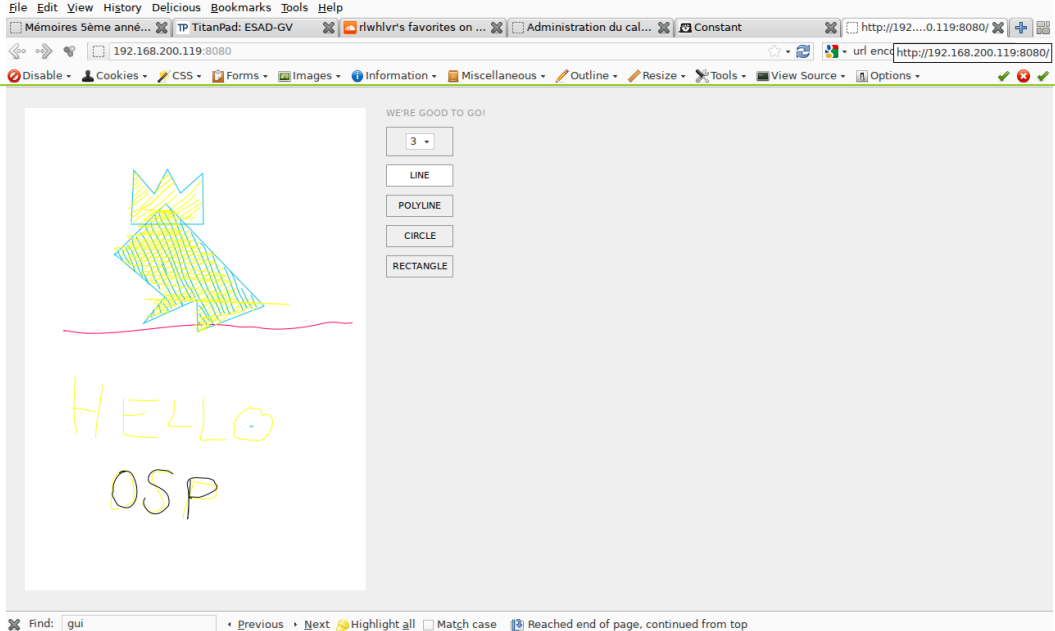 File Edit View History Delicious Bookmarks Tools Help
Mémoires 5ème anné... TitanPad: ESAD-GV rlwhlvr's favorites on ... Administration du cal... Constant http://192....0.119:8080/
192.168.200.119:8080 url enco http://192.168.200.119:8080/
Disable Cookies CSS Forms Images Information Miscellaneous Outline Resize Tools View Source Options
WE'RE GOOD TO GO!
3
LINE
POLYLINE
CIRCLE
RECTANGLE
HELLO
OSP
Find: gui Previous Next Highlight all Match case Reached end of page, continued from top